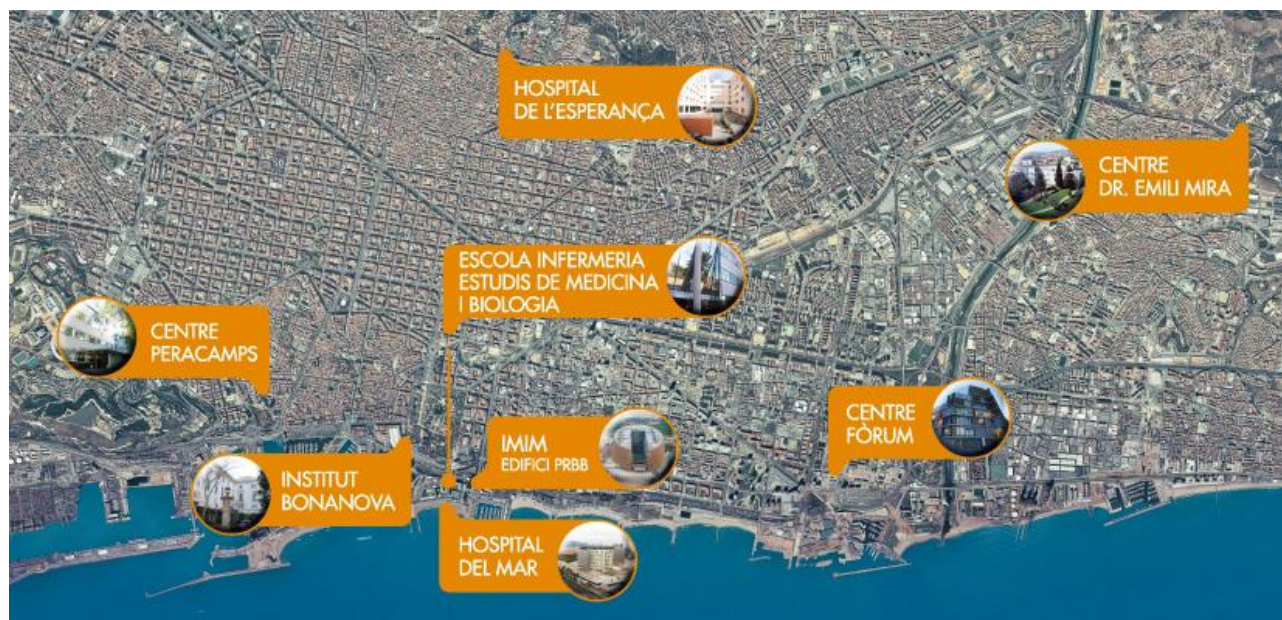 HOSPITAL
DE L'ESPERANÇA
CENTRE
DR. EMILI MIRA
ESCOLA INFERMERIA
ESTUDIS DE MEDICINA
I BIOLOGIA
CENTRE
PERACAMPS
CENTRE
FÒRUM
IMIM
EDIFICI PRBB
INSTITUT
BONANOVA
HOSPITAL
DEL MAR